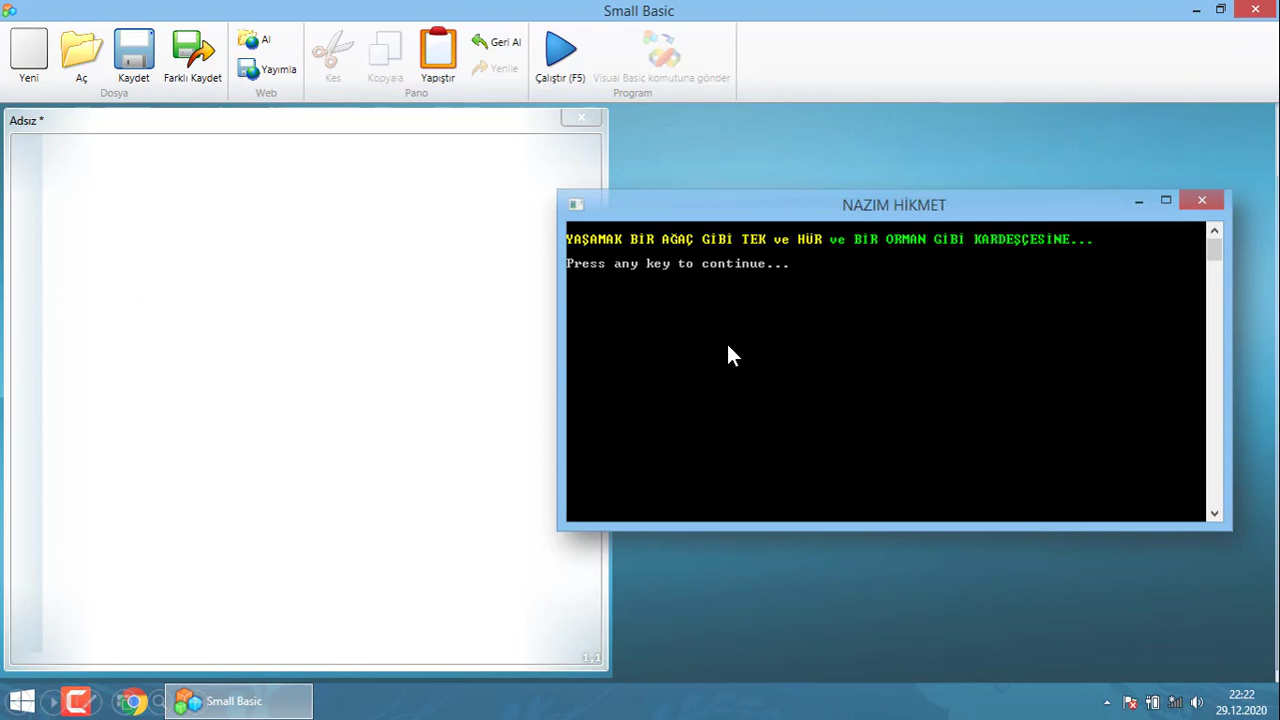 Small Basic
Yeni
Aç
Kaydet
Farklı Kaydet
Al
Yayımla
Kes
Kopyala
Yapıştır
Geri Al
Yenile
Çalıştır (F5)
Visual Basic komutuna gönder
Dosya
Web
Pano
Program
Adsız *
NAZIM HİKMET
YAŞAMAK BİR AĞAÇ GİBİ TEK ve HÜR ve BİR ORMAN GİBİ KARDEŞÇESİNE...
Press any key to continue...
1,1
Small Basic
22:22
29.12.2020